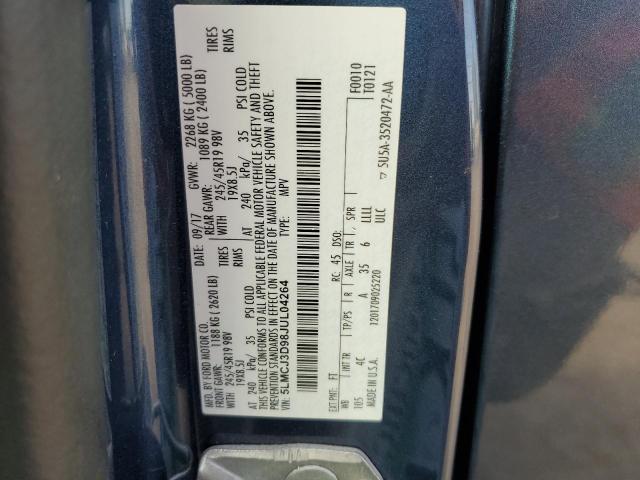 MFD. BY FORD MOTOR CO.
DATE: 09/17 GVWR: 2268 KG ( 5000 LB)
FRONT GAWR: 1188 KG ( 2620 LB) REAR GAWR: 1089 KG ( 2400 LB)
WITH 245/45R19 98V TIRES WITH 245/45R19 98V TIRES
19X8.5J RIMS 19X8.5J RIMS
AT 240 kPa/ 35 PSI COLD AT 240 kPa/ 35 PSI COLD
THIS VEHICLE CONFORMS TO ALL APPLICABLE FEDERAL MOTOR VEHICLE SAFETY AND THEFT
PREVENTION STANDARDS IN EFFECT ON THE DATE OF MANUFACTURE SHOWN ABOVE.
VIN: 5LMCJ3D98JUL04264
TYPE: MPV
EXT PNT: FT RC: 45 DSO: F0010
T0121
WB INT TR TP/PS R AXLE TR SPR
105 4C A 35 6 LLLL
ULC
MADE IN U.S.A. 1201709025220
5U5A-3520472-AA